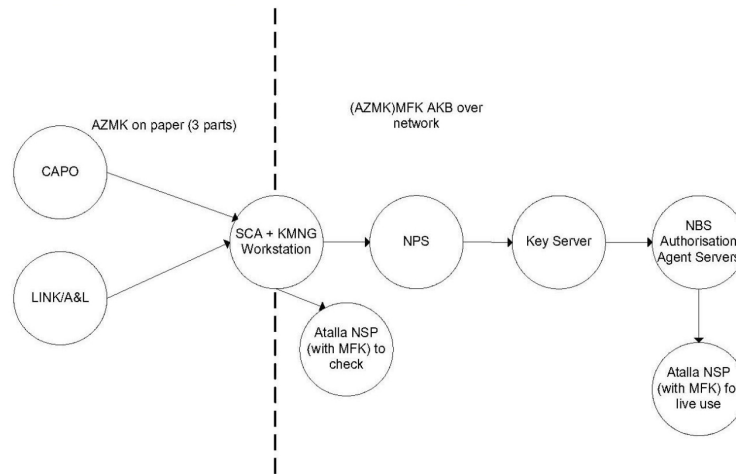 (AZMK)MFK AKB over
network
AZMK on paper (3 parts)
CAPO
SCA + KMNG
Workstation
NPS
Key Server
NBS
Authorisation
Agent Servers
LINK/A&L
Atalla NSP
(with MFK) to
check
Atalla NSP
(with MFK) fo
live use